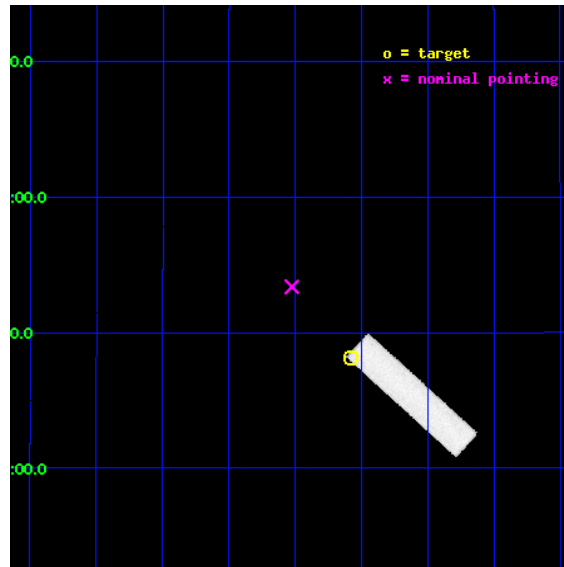 o = target
x = nominal pointing
0.0
:00.0
0.0
:00.0